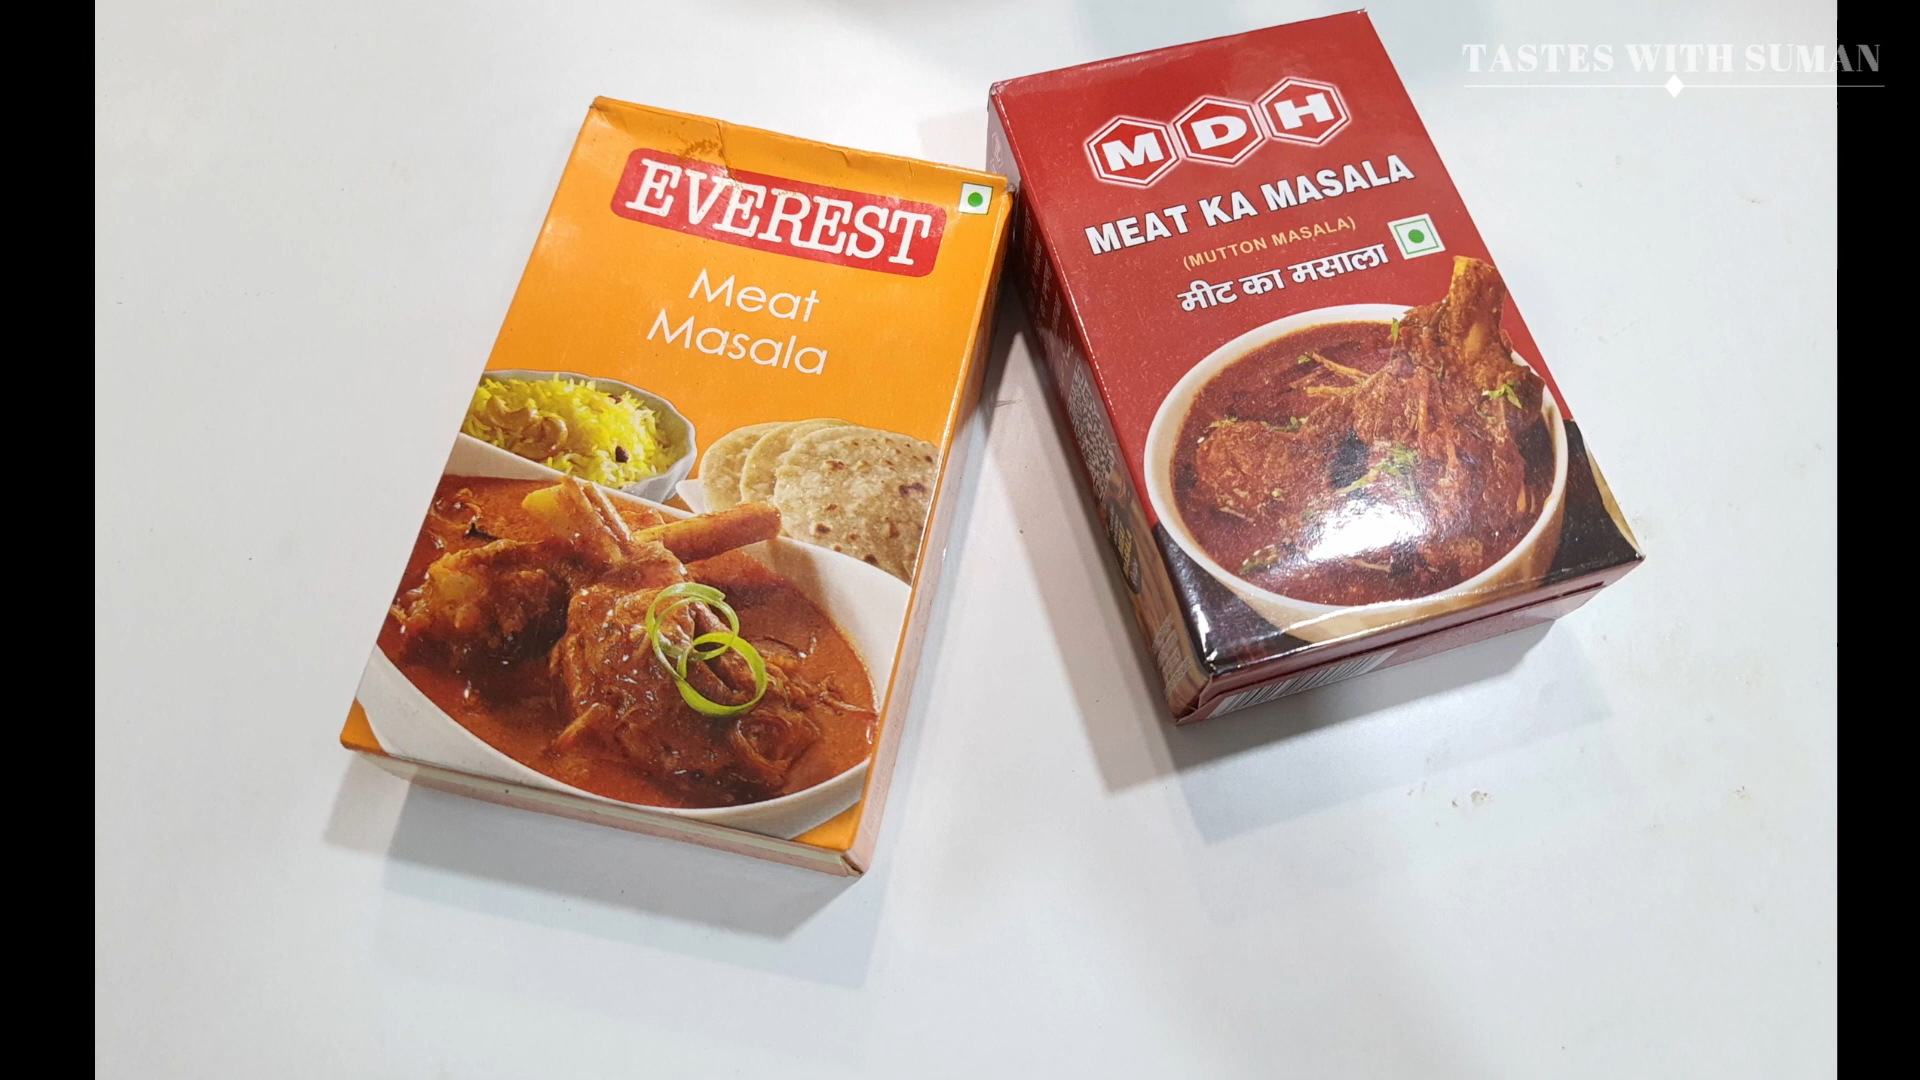 EVEREST
Meat
Masala
MDH
MEAT KA MASALA
(MUTTON MASALA)
मीट का मसाला
TASTES WITH SUMAN